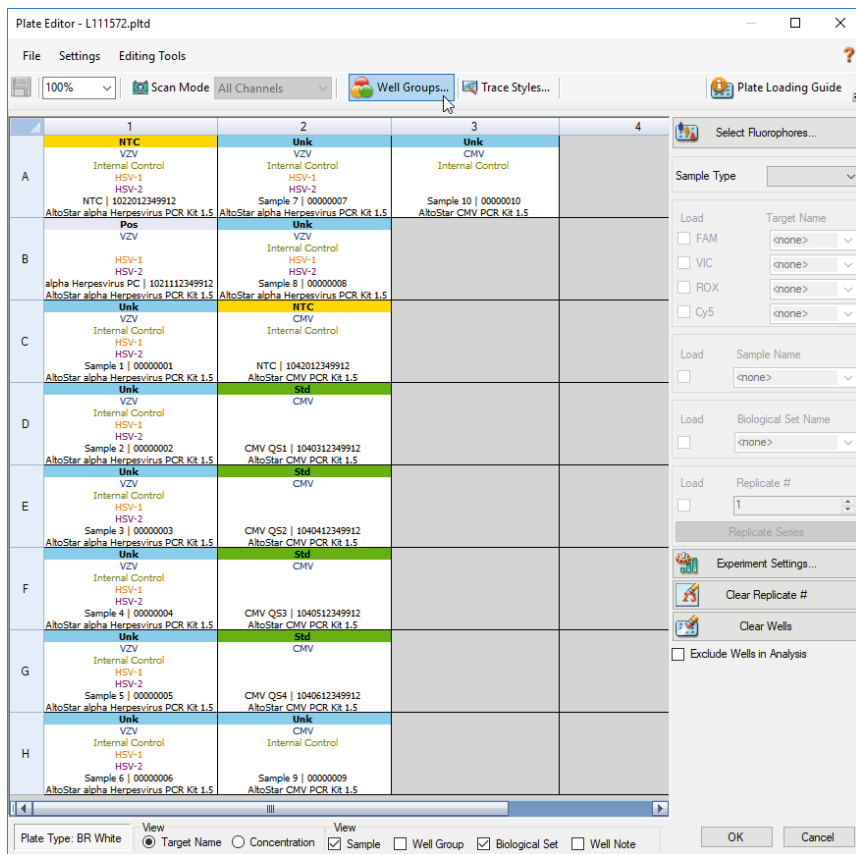 Plate Editor - L111572.pltd
File Settings Editing Tools ?
100% Scan Mode All Channels Well Groups... Trace Styles... Plate Loading Guide
1 2 3 4
Select Fluorophores...
A
NTC
VZV
Internal Control
HSV-1
HSV-2
NTC | 1022012349912
AltoStar alpha Herpesvirus PCR Kit 1.5
Unk
VZV
Internal Control
HSV-1
HSV-2
Sample 7 | 00000007
AltoStar alpha Herpesvirus PCR Kit 1.5
Unk
CMV
Internal Control
Sample 10 | 00000010
AltoStar CMV PCR Kit 1.5
B
Pos
VZV
HSV-1
HSV-2
alpha Herpesvirus PC | 1021112349912
AltoStar alpha Herpesvirus PCR Kit 1.5
Unk
VZV
Internal Control
HSV-1
HSV-2
Sample 8 | 00000008
AltoStar alpha Herpesvirus PCR Kit 1.5
C
Unk
VZV
Internal Control
HSV-1
HSV-2
Sample 1 | 00000001
AltoStar alpha Herpesvirus PCR Kit 1.5
NTC
CMV
Internal Control
NTC | 1042012349912
AltoStar CMV PCR Kit 1.5
D
Unk
VZV
Internal Control
HSV-1
HSV-2
Sample 2 | 00000002
AltoStar alpha Herpesvirus PCR Kit 1.5
Std
CMV
CMV QS1 | 1040312349912
AltoStar CMV PCR Kit 1.5
E
Unk
VZV
Internal Control
HSV-1
HSV-2
Sample 3 | 00000003
AltoStar alpha Herpesvirus PCR Kit 1.5
Std
CMV
CMV QS2 | 1040412349912
AltoStar CMV PCR Kit 1.5
F
Unk
VZV
Internal Control
HSV-1
HSV-2
Sample 4 | 00000004
AltoStar alpha Herpesvirus PCR Kit 1.5
Std
CMV
CMV QS3 | 1040512349912
AltoStar CMV PCR Kit 1.5
G
Unk
VZV
Internal Control
HSV-1
HSV-2
Sample 5 | 00000005
AltoStar alpha Herpesvirus PCR Kit 1.5
Std
CMV
CMV QS4 | 1040612349912
AltoStar CMV PCR Kit 1.5
H
Unk
VZV
Internal Control
HSV-1
HSV-2
Sample 6 | 00000006
AltoStar alpha Herpesvirus PCR Kit 1.5
Unk
CMV
Internal Control
Sample 9 | 00000009
AltoStar CMV PCR Kit 1.5
Sample Type
Load Target Name
FAM <none>
VIC <none>
ROX <none>
Cy5 <none>
Load Sample Name
<none>
Load Biological Set Name
<none>
Load Replicate #
1
Replicate Series
Experiment Settings...
Clear Replicate #
Clear Wells
Exclude Wells in Analysis
Plate Type: BR White
View
Target Name Concentration
View
Sample Well Group Biological Set Well Note
OK Cancel